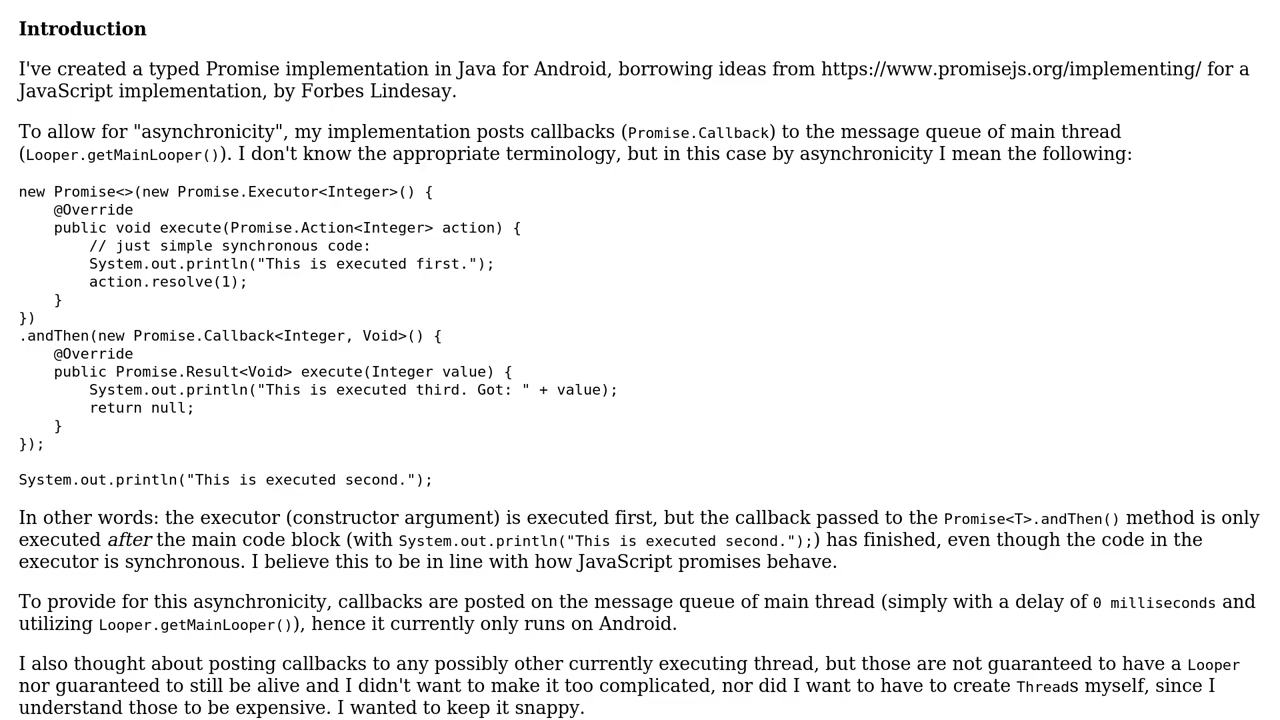 Introduction
I've created a typed Promise implementation in Java for Android, borrowing ideas from https://www.promisejs.org/implementing/ for a
JavaScript implementation, by Forbes Lindesay.
To allow for "asynchronicity", my implementation posts callbacks (Promise.Callback) to the message queue of main thread
(Looper.getMainLooper()). I don't know the appropriate terminology, but in this case by asynchronicity I mean the following:
new Promise<>(new Promise.Executor<Integer>() {
    @Override
    public void execute(Promise.Action<Integer> action) {
        // just simple synchronous code:
        System.out.println("This is executed first.");
        action.resolve(1);
    }
})
.andThen(new Promise.Callback<Integer, Void>() {
    @Override
    public Promise.Result<Void> execute(Integer value) {
        System.out.println("This is executed third. Got: " + value);
        return null;
    }
});
System.out.println("This is executed second.");
In other words: the executor (constructor argument) is executed first, but the callback passed to the Promise<T>.andThen() method is only
executed after the main code block (with System.out.println("This is executed second.");) has finished, even though the code in the
executor is synchronous. I believe this to be in line with how JavaScript promises behave.
To provide for this asynchronicity, callbacks are posted on the message queue of main thread (simply with a delay of 0 milliseconds and
utilizing Looper.getMainLooper()), hence it currently only runs on Android.
I also thought about posting callbacks to any possibly other currently executing thread, but those are not guaranteed to have a Looper
nor guaranteed to still be alive and I didn't want to make it too complicated, nor did I want to have to create Threads myself, since I
understand those to be expensive. I wanted to keep it snappy.